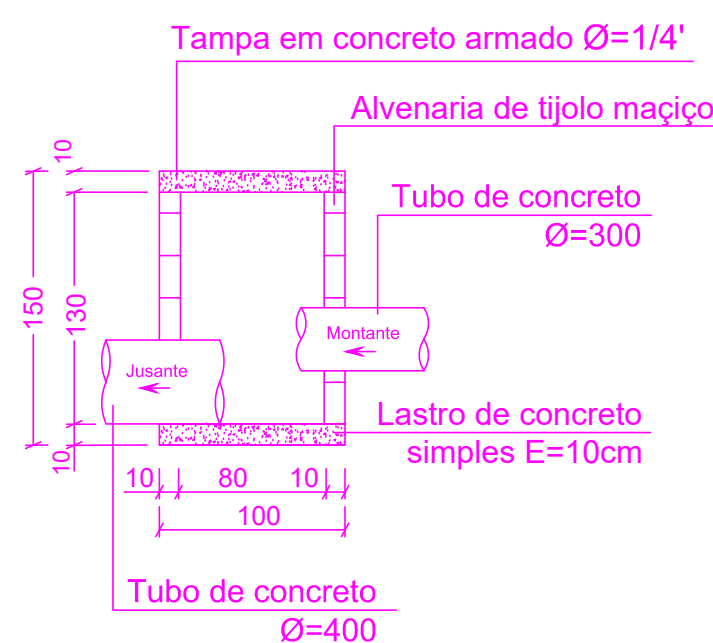 Tampa em concreto armado Ø=1/4'
Alvenaria de tijolo maçiço
Tubo de concreto
Ø=300
10
150
130
10
Montante
Jusante
Lastro de concreto
simples E=10cm
10 80 10
100
Tubo de concreto
Ø=400